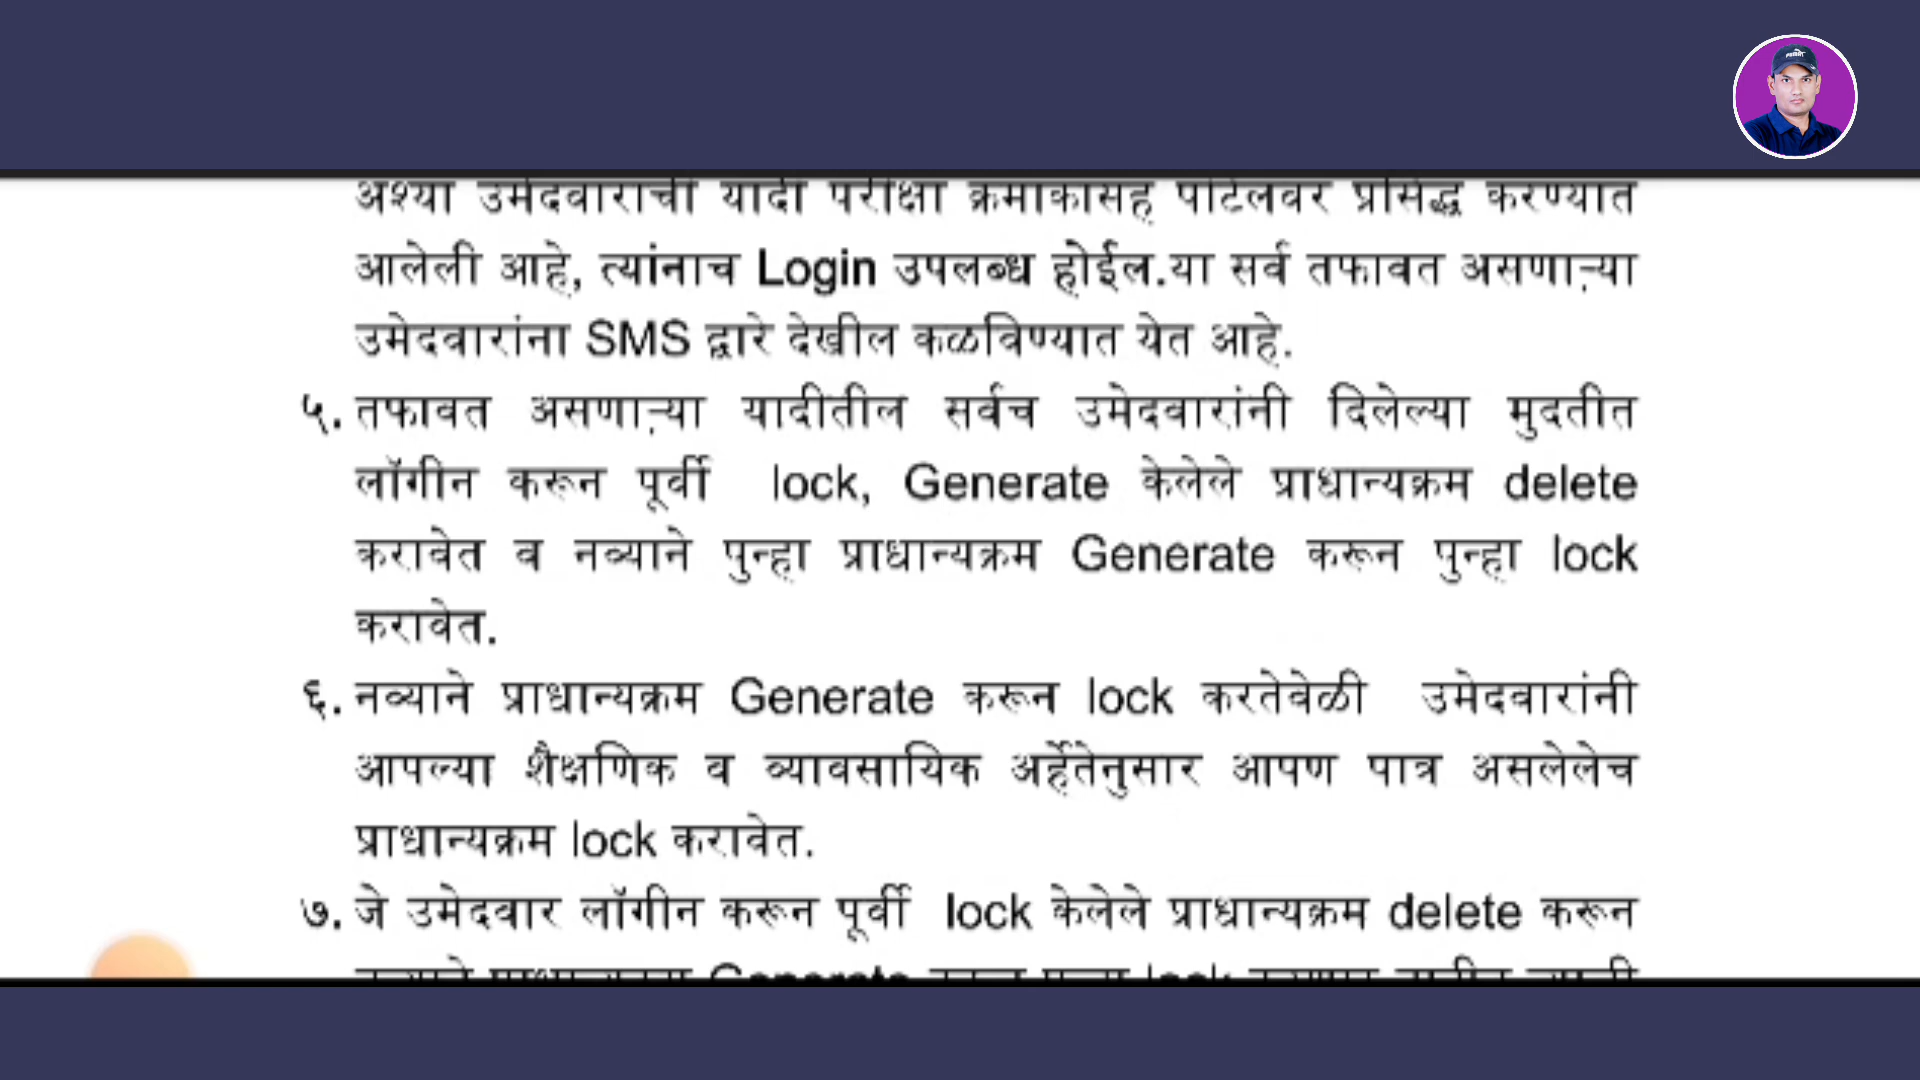 अश्या उमेदवारांची यादी परीक्षा क्रमांकासह पोर्टलवर प्रसिद्ध करण्यात
आलेली आहे, त्यांनाच Login उपलब्ध होईल.या सर्व तफावत असणाऱ्या
उमेदवारांना SMS द्वारे देखील कळविण्यात येत आहे.
५. तफावत असणाऱ्या यादीतील सर्वच उमेदवारांनी दिलेल्या मुदतीत
लॉगीन करून पूर्वी lock, Generate केलेले प्राधान्यक्रम delete
करावेत व नव्याने पुन्हा प्राधान्यक्रम Generate करून पुन्हा lock
करावेत.
६. नव्याने प्राधान्यक्रम Generate करून lock करतेवेळी उमेदवारांनी
आपल्या शैक्षणिक व व्यावसायिक अर्हतेनुसार आपण पात्र असलेलेच
प्राधान्यक्रम lock करावेत.
७. जे उमेदवार लॉगीन करून पूर्वी lock केलेले प्राधान्यक्रम delete करून